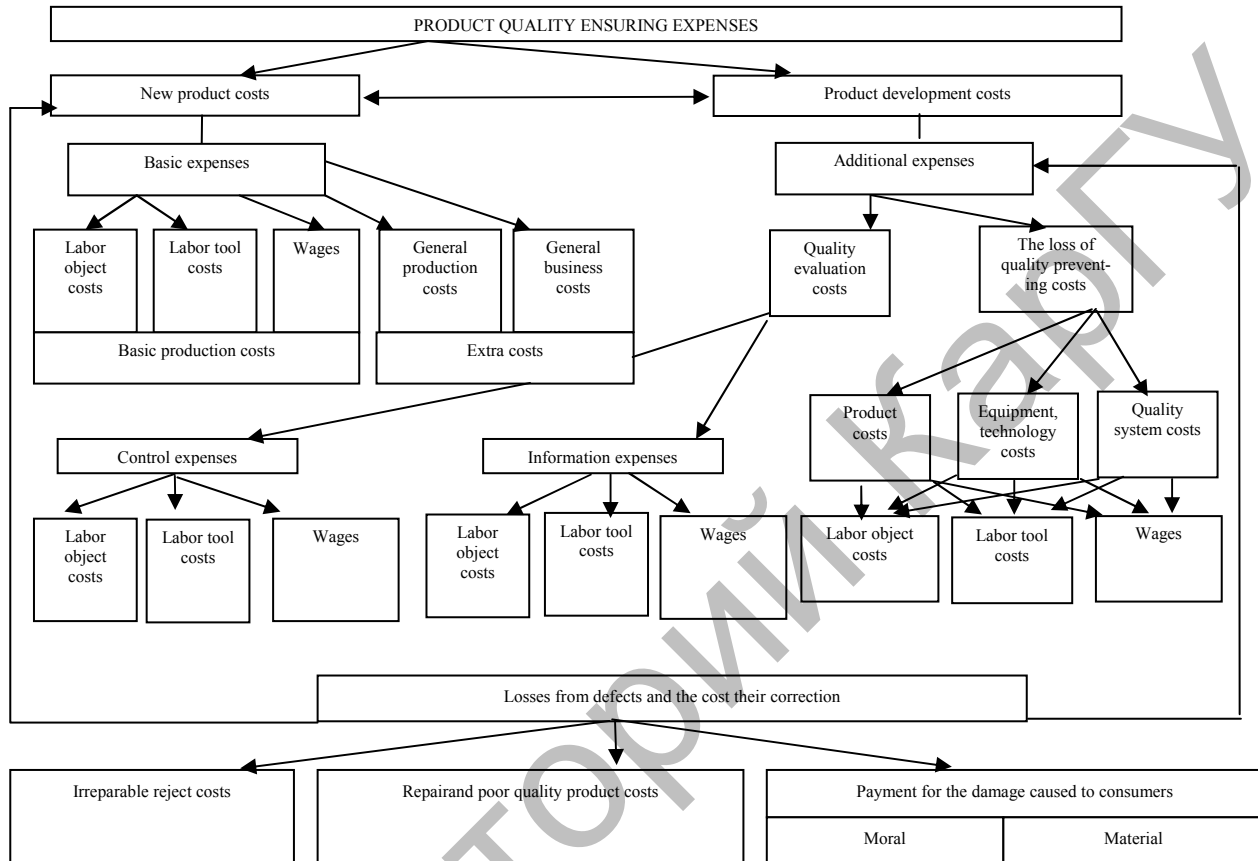 PRODUCT QUALITY ENSURING EXPENSES
New product costs
Product development costs
Basic expenses
Additional expenses
Labor
object
costs
Labor tool
costs
Wages
General
production
costs
General
business
costs
Quality
evaluation
costs
The loss of
quality prevent-
ing costs
Basic production costs
Extra costs
Product
costs
Equipment,
technology
costs
Quality
system costs
Control expenses
Information expenses
Labor
object
costs
Labor tool
costs
Wages
Labor
object
costs
Labor tool
costs
Wages
Labor object
costs
Labor tool
costs
Wages
Losses from defects and the cost their correction
Irreparable reject costs
Repairand poor quality product costs
Payment for the damage caused to consumers
Moral
Material
торий КарГУ